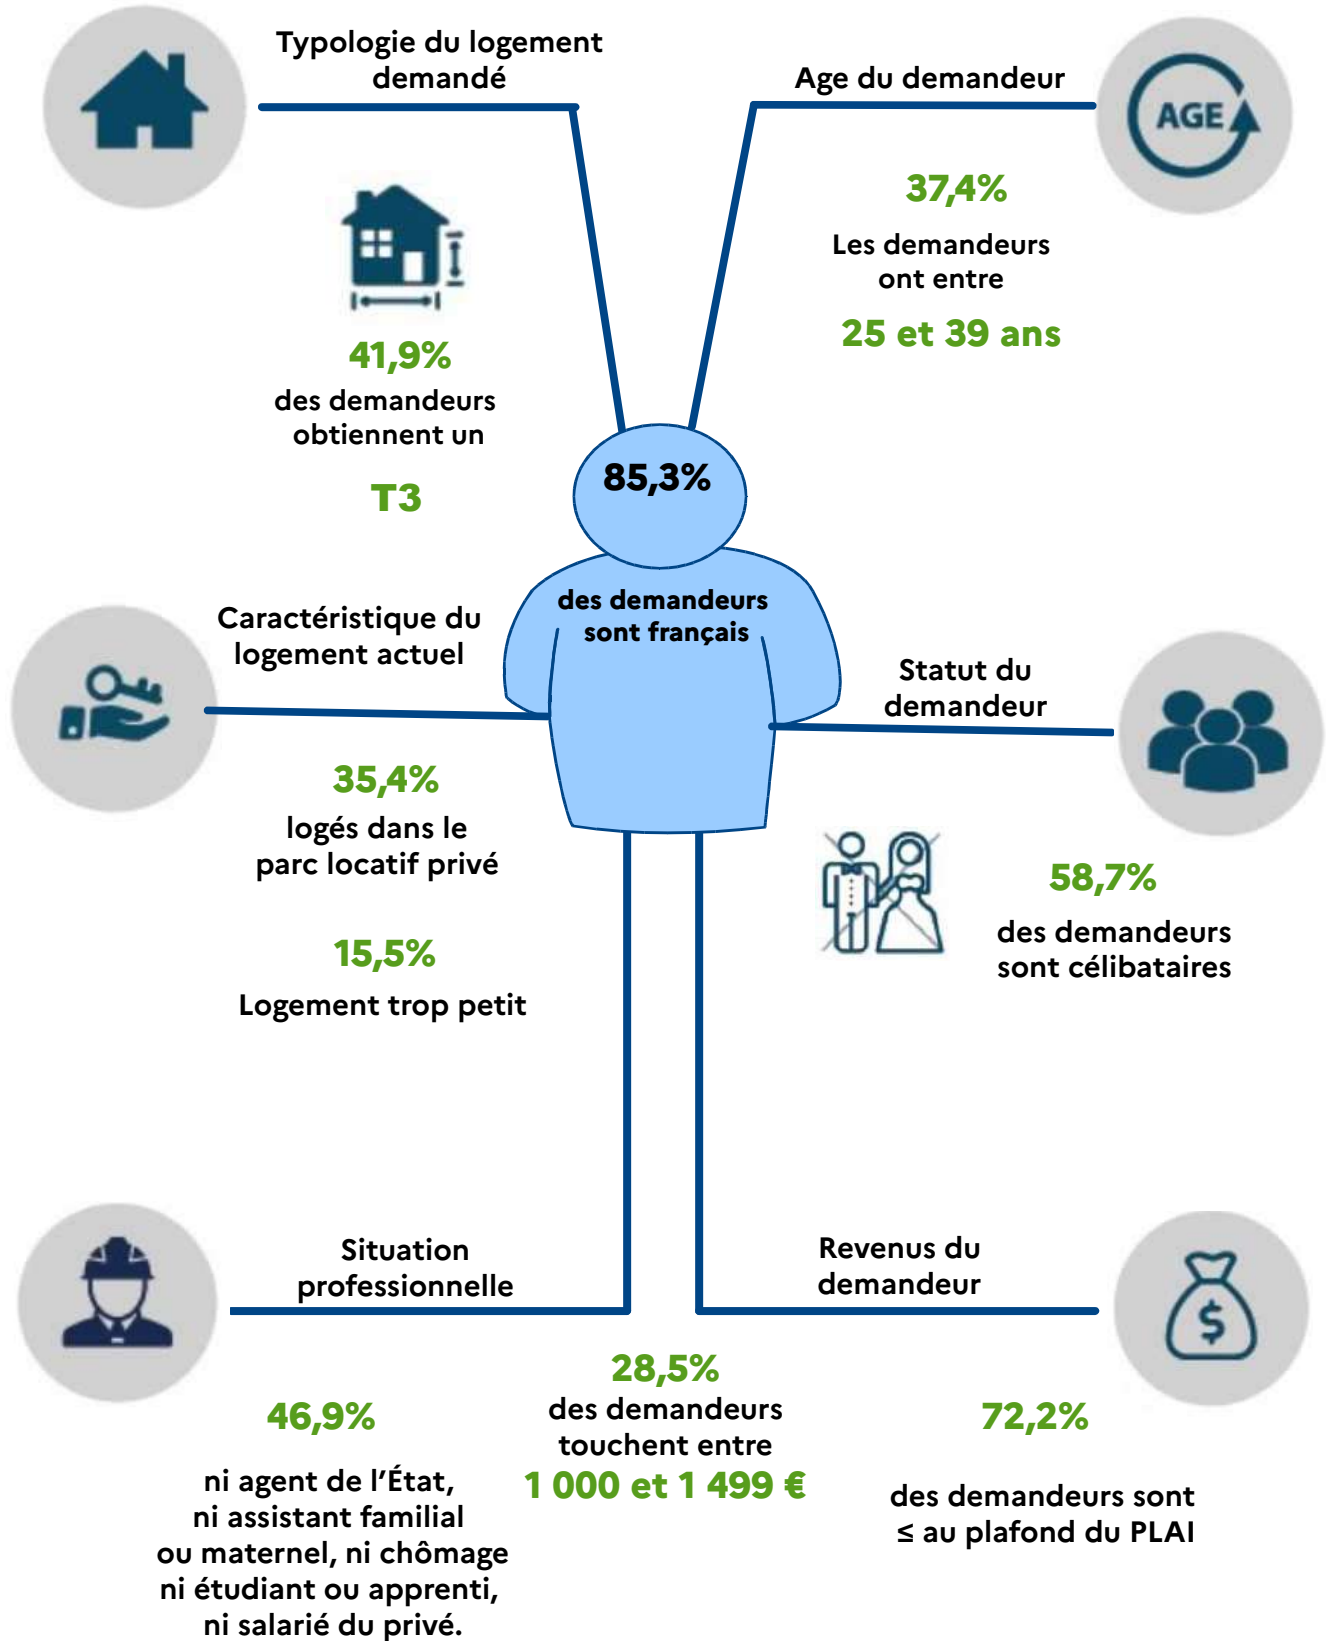 Typologie du logement
demandé
Age du demandeur
AGE
37,4%
Les demandeurs
ont entre
25 et 39 ans
41,9%
des demandeurs
obtiennent un
T3
85,3%
des demandeurs
sont français
Caractéristique du
logement actuel
Statut du
demandeur
35,4%
logés dans le
parc locatif privé
15,5%
Logement trop petit
58,7%
des demandeurs
sont célibataires
Situation
professionnelle
Revenus du
demandeur
$
46,9%
ni agent de l'État,
ni assistant familial
ou maternel, ni chômage
ni étudiant ou apprenti,
ni salarié du privé.
28,5%
des demandeurs
touchent entre
1 000 et 1 499 €
72,2%
des demandeurs sont
≤ au plafond du PLAI